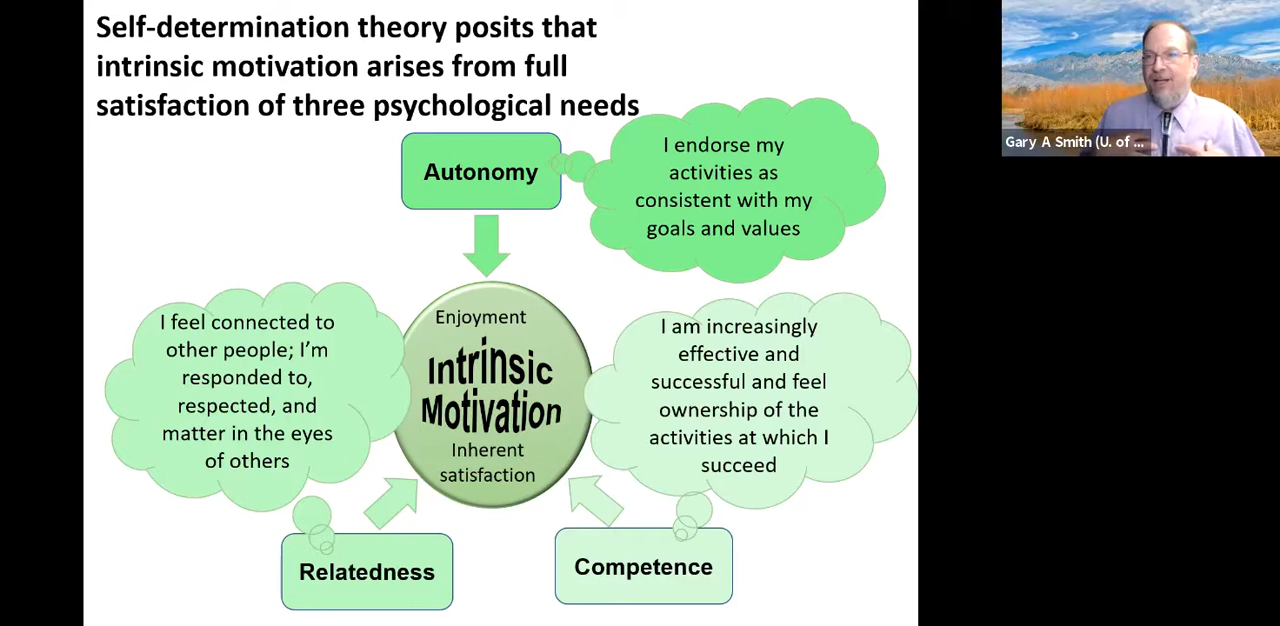 Self-determination theory posits that
intrinsic motivation arises from full
satisfaction of three psychological needs
Autonomy
I endorse my
activities as
consistent with my
goals and values
I feel connected to
other people; I'm
responded to,
respected, and
matter in the eyes
of others
Enjoyment
Intrinsic
Motivation
Inherent
satisfaction
I am increasingly
effective and
successful and feel
ownership of the
activities at which I
succeed
Relatedness
Competence
Gary A Smith (U. of ...